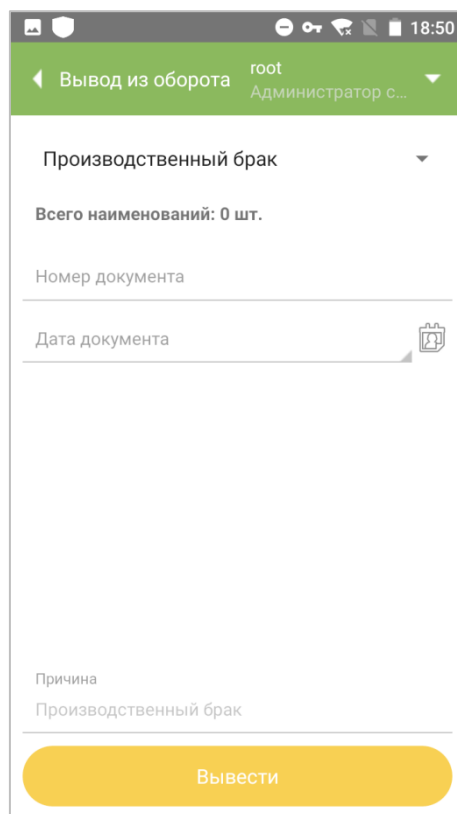 18:50
Вывод из оборота
root
Администратор с...
Производственный брак
Всего наименований: 0 шт.
Номер документа
Дата документа
Причина
Производственный брак
Вывести